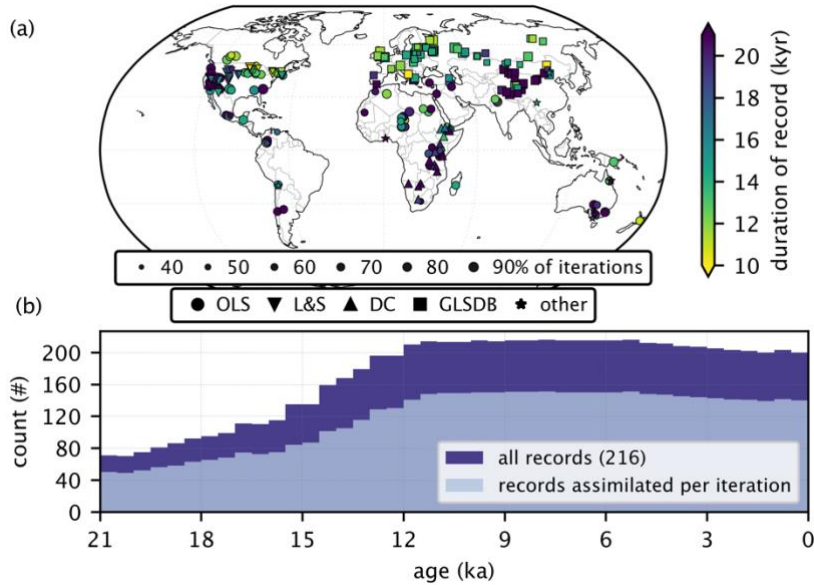 (a)
20
18
16
14
12
10
duration of record (kyr)
40 50 60 70 80 90% of iterations
OLS L&S DC GLSDB other
(b)
200
160
120
80
40
0
count (#)
all records (216)
records assimilated per iteration
21 18 15 12 9 6 3 0
age (ka)